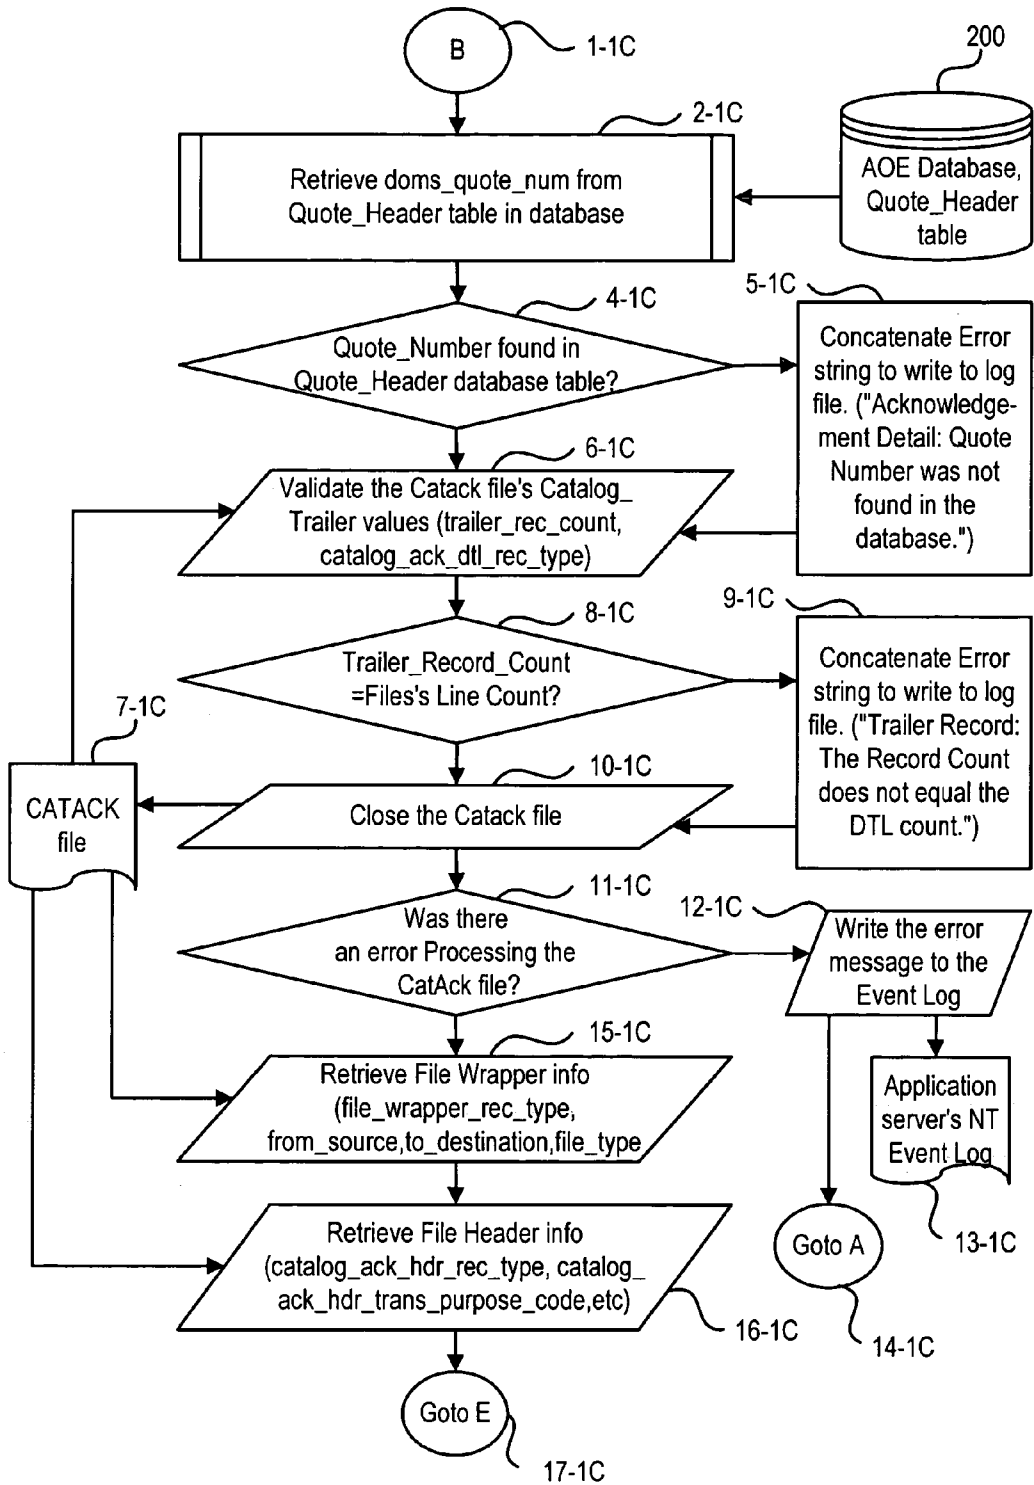 B
1-1C
200
2-1C
Retrieve doms_quote_num from
Quote_Header table in database
AOE Database,
Quote_Header
table
4-1C
Quote_Number found in
Quote_Header database table?
5-1C
Concatenate Error
string to write to log
file. ("Acknowledge-
ment Detail: Quote
Number was not
found in the
database.")
6-1C
Validate the Catack file's Catalog_
Trailer values (trailer_rec_count,
catalog_ack_dtl_rec_type)
8-1C
Trailer_Record_Count
=Files's Line Count?
9-1C
Concatenate Error
string to write to log
file. ("Trailer Record:
The Record Count
does not equal the
DTL count.")
7-1C
CATACK
file
10-1C
Close the Catack file
11-1C
Was there
an error Processing the
CatAck file?
12-1C
Write the error
message to the
Event Log
15-1C
Retrieve File Wrapper info
(file_wrapper_rec_type,
from_source,to_destination,file_type
Application
server's NT
Event Log
13-1C
Goto A
14-1C
Retrieve File Header info
(catalog_ack_hdr_rec_type, catalog_
ack_hdr_trans_purpose_code,etc)
16-1C
Goto E
17-1C